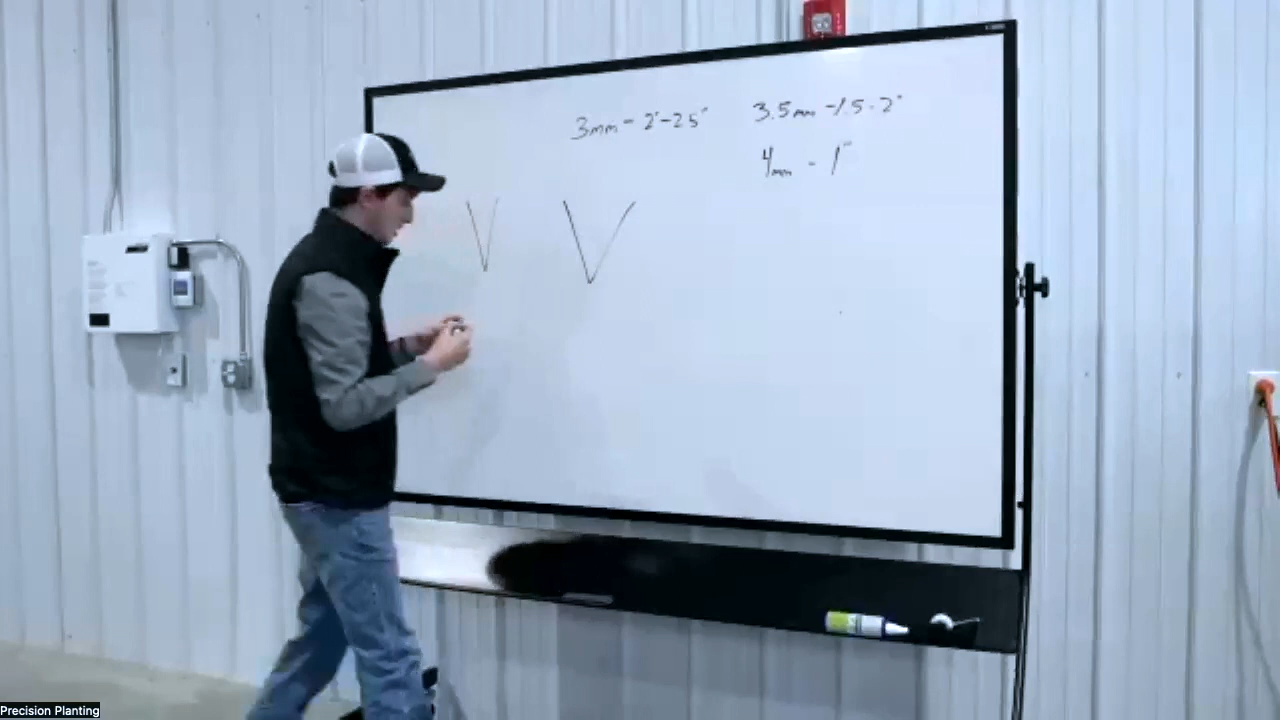 3mm - 2"-2.5"
3.5mm - 1.5-2"
4mm - 1"
Precision Planting